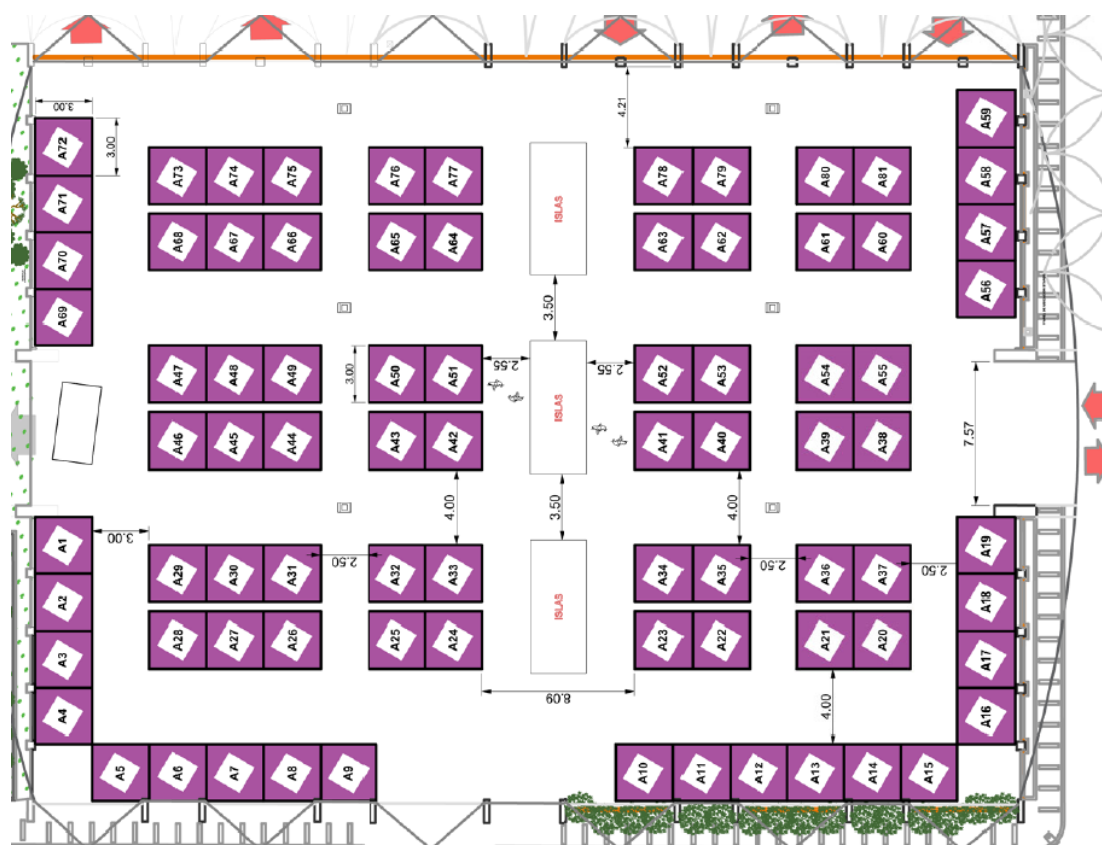 A59
3.00
4.21
A72
3.00
A73 A74 A75 A76 A77 A78 A79 A80 A81
A58
ISLAS
A71
A68 A67 A66 A65 A64 A63 A62 A61 A60
A57
A70
A56
A69
3.50
A47 A48 A49 3.00 A50 A51 2.55 ISLAS 2.55 A52 A53 A54 A55
A46 A45 A44 A43 A42 A41 A40 A39 A38
7.57
4.00 3.50 4.00
A1 3.00 A19
A29 A30 A31 2.50 A32 A33 A34 A35 2.50 A36 A37 2.50
A2 ISLAS A18
A28 A27 A26 A25 A24 A23 A22 A21 A20
A3 A17
8.09
A4 4.00 A16
A5 A6 A7 A8 A9 A10 A11 A12 A13 A14 A15